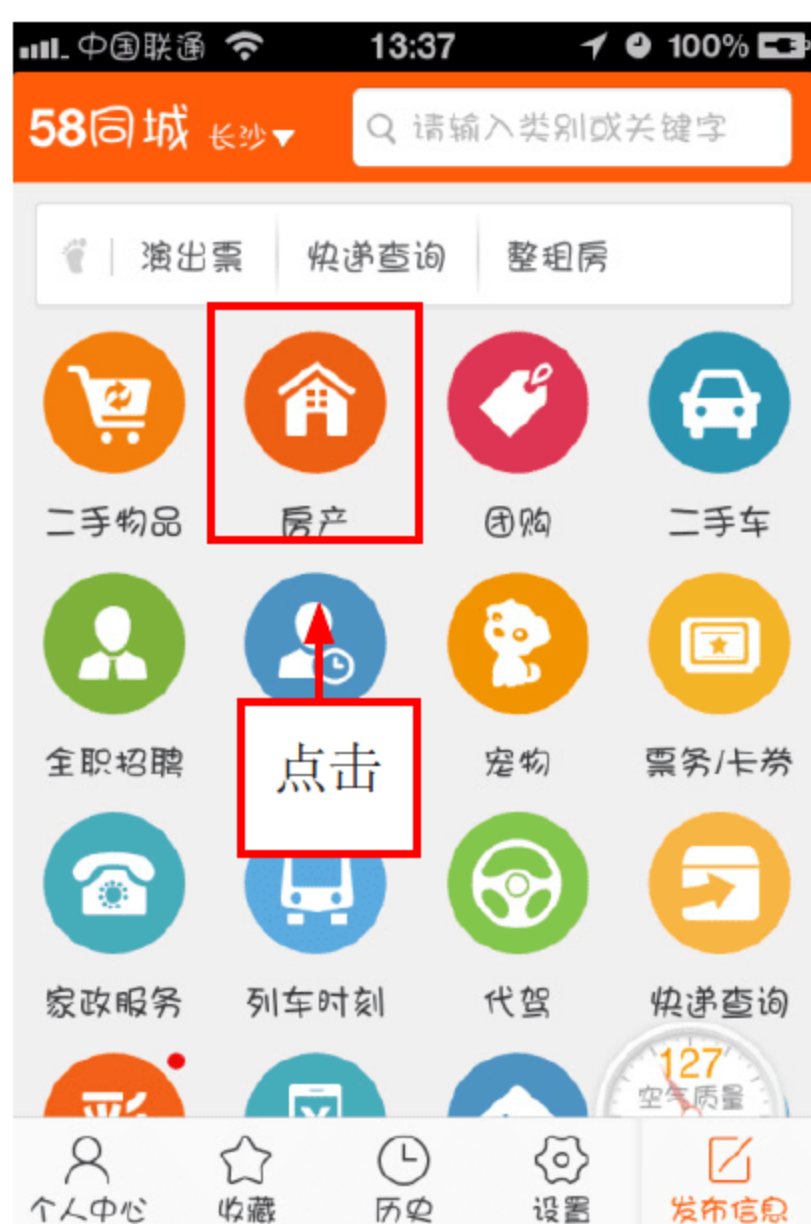 中国联通 13:37 100%
58同城 长沙 请输入类别或关键字
演出票 快递查询 整租房
二手物品 房产 团购 二手车
全职招聘 点击 宠物 票务/卡券
家政服务 列车时刻 代驾 快递查询
彩 ¥ 127
空气质量
个人中心 收藏 历史 设置 发布信息